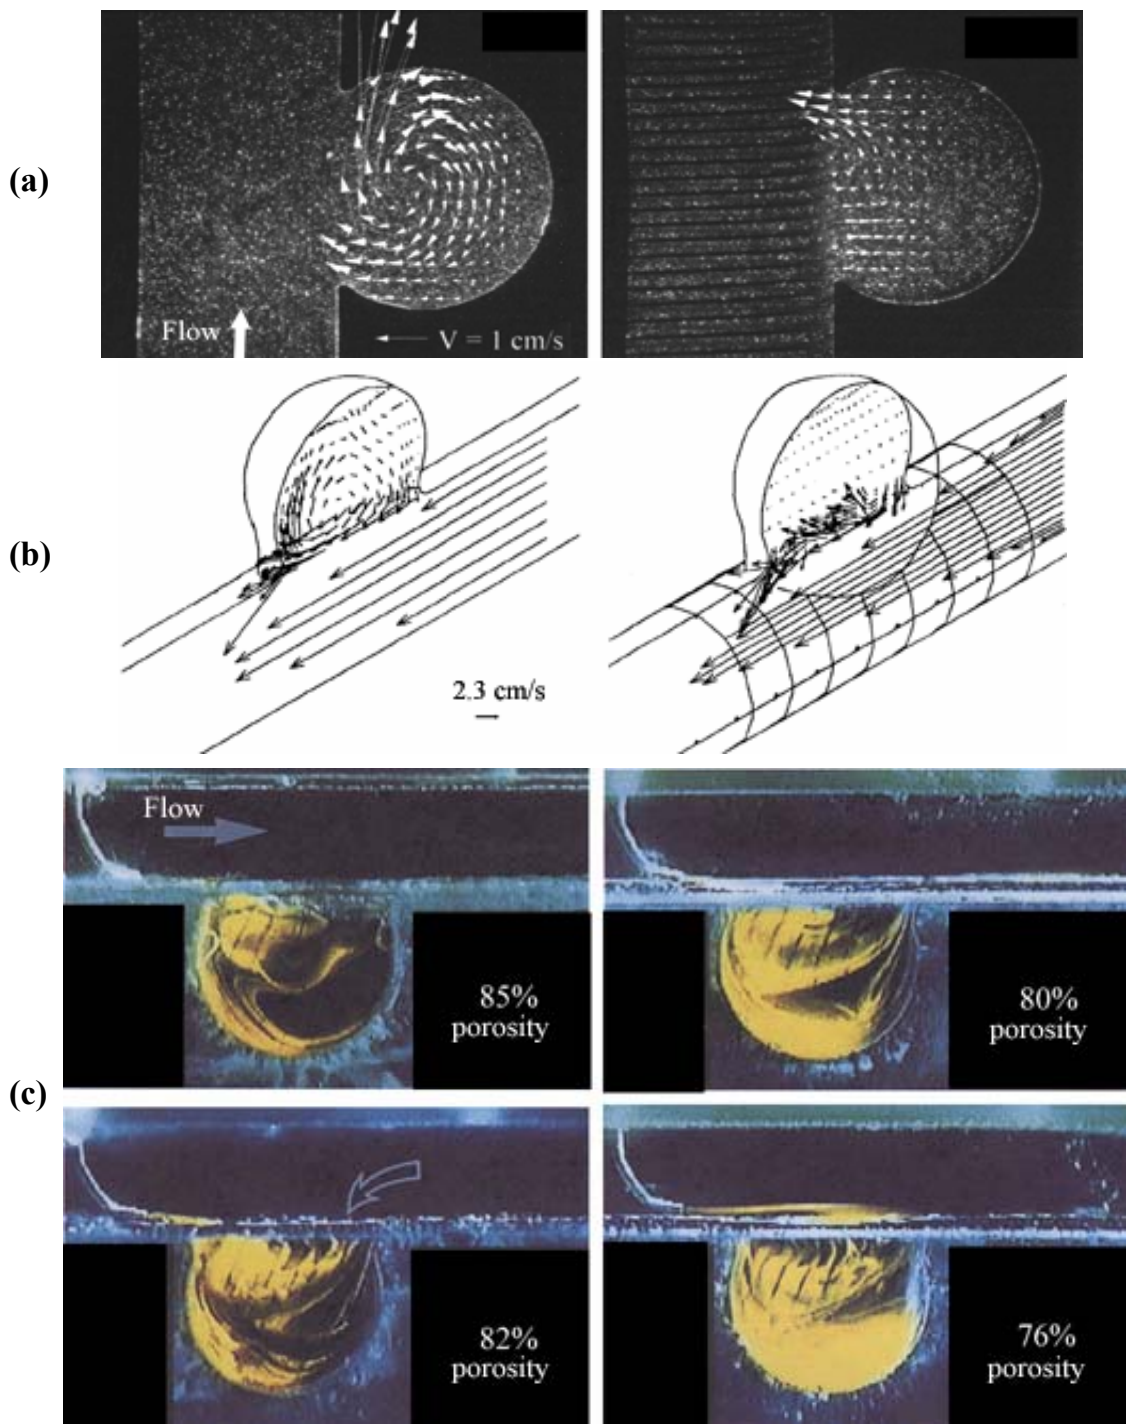 (a)
Flow
V = 1 cm/s
(b)
2.3 cm/s
(c)
Flow
85%
porosity
80%
porosity
82%
porosity
76%
porosity